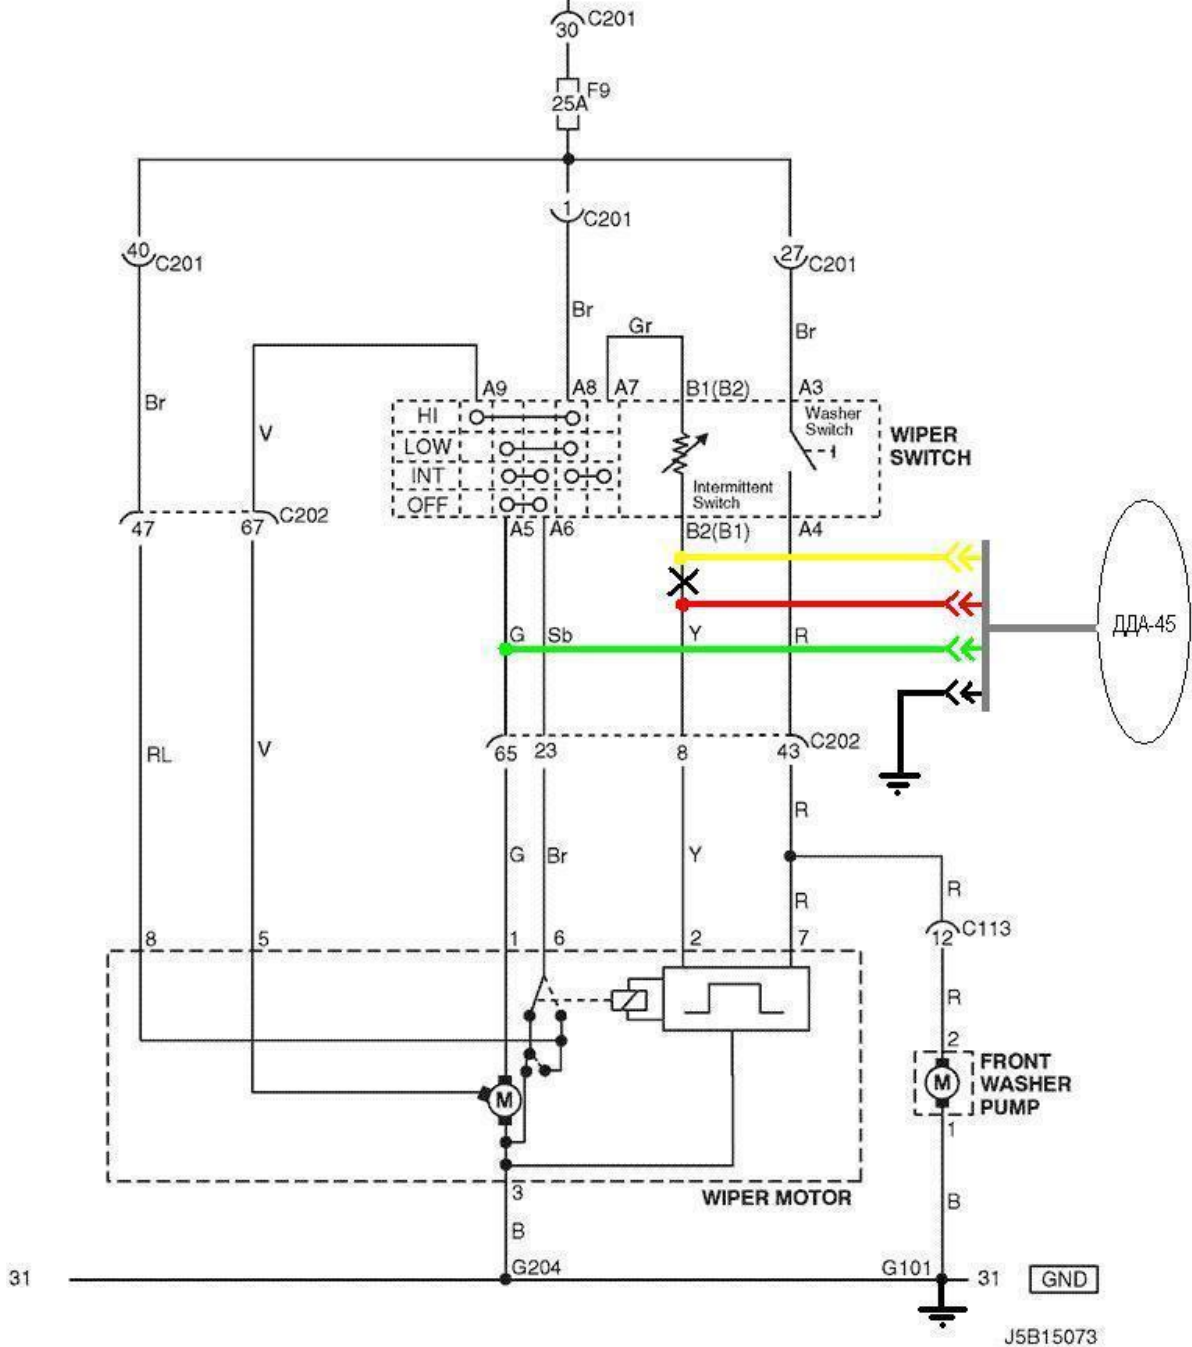 30 C201
F9
25A
1 C201
40 C201
27 C201
Br
Gr
Br
Br
V
A9 A8 A7 B1(B2) A3
HI
LOW
INT
OFF
Washer
Switch
WIPER
SWITCH
Intermittent
Switch
47 67 C202
A5 A6 B2(B1) A4
ДДА-45
G Sb Y R
RL V
65 23 8 43 C202
R
G Br Y
R
R
C113
12
8 5 1 6 2 7
R
2
M
FRONT
WASHER
PUMP
M
1
3
WIPER MOTOR
B
B
31 G204 G101 31 GND
J5B15073